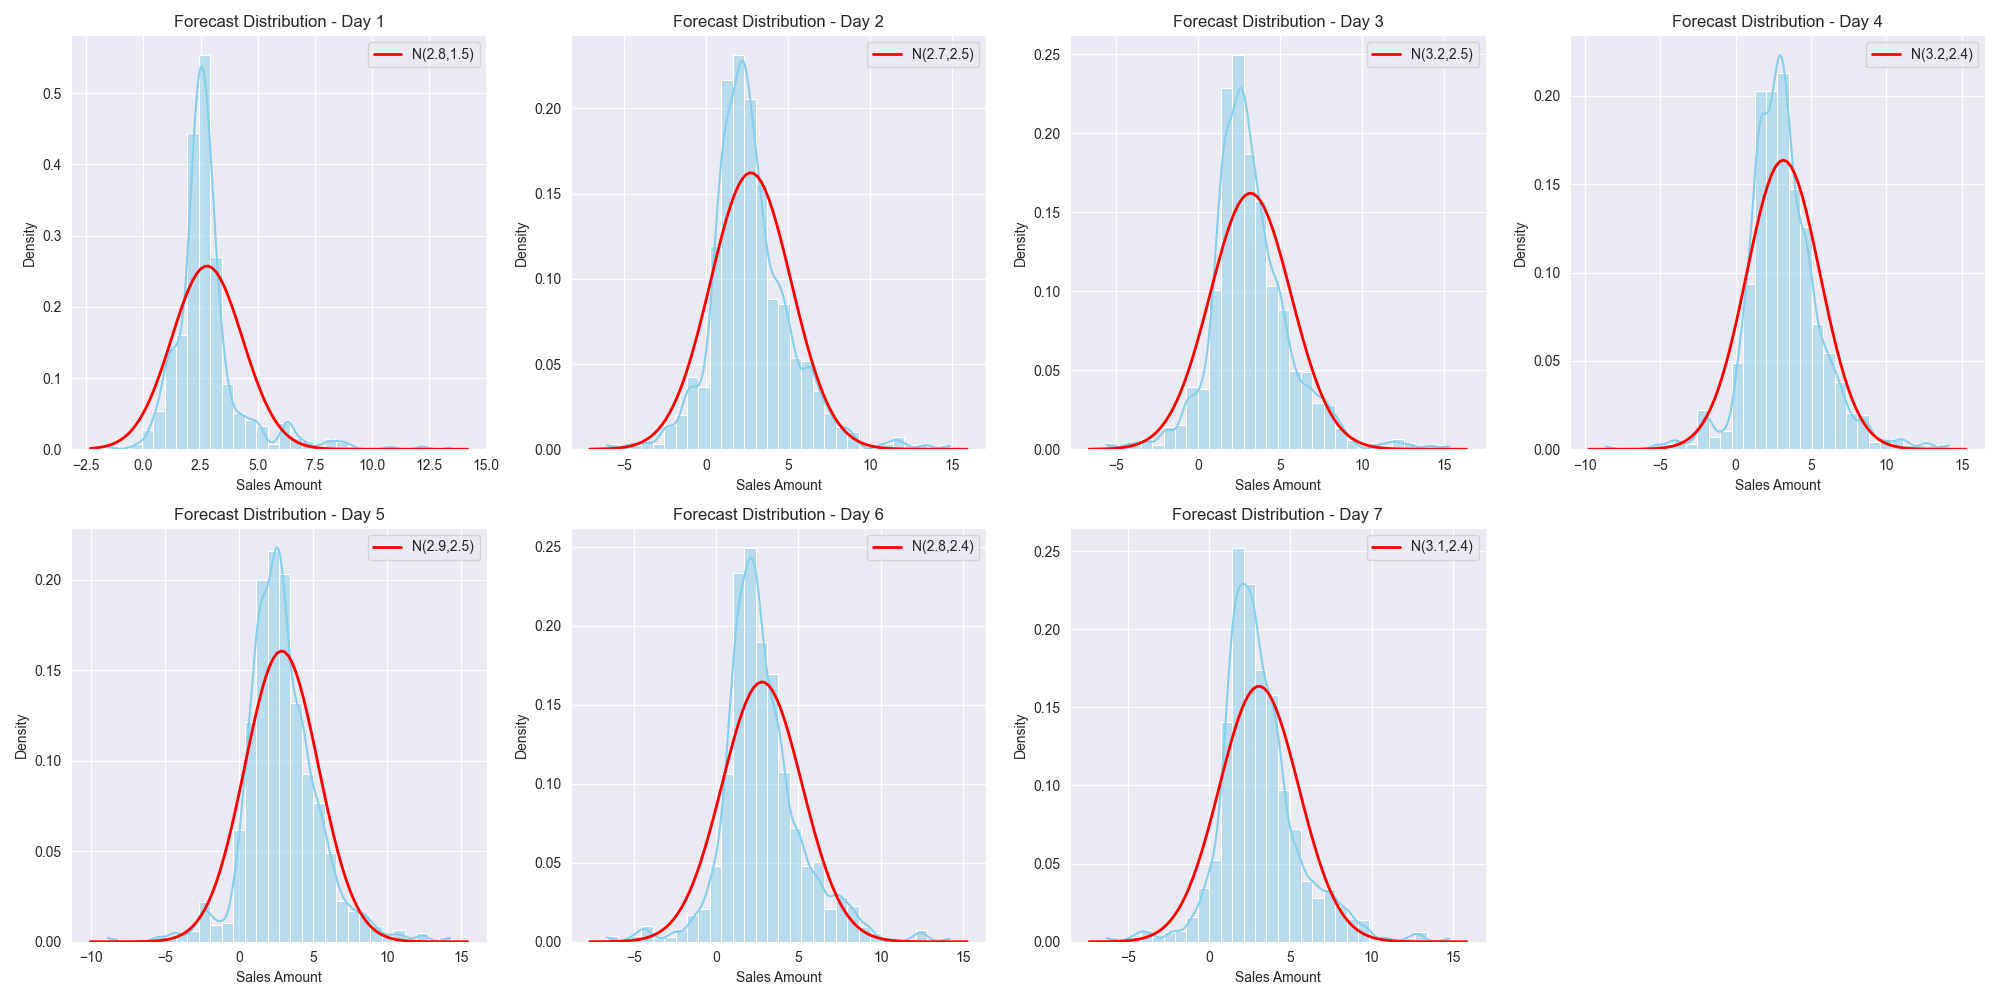 Forecast Distribution - Day 1
N(2.8,1.5)
Density
0.5
0.4
0.3
0.2
0.1
0.0
−2.5 0.0 2.5 5.0 7.5 10.0 12.5 15.0
Sales Amount
Forecast Distribution - Day 2
N(2.7,2.5)
Density
0.20
0.15
0.10
0.05
0.00
−5 0 5 10 15
Sales Amount
Forecast Distribution - Day 3
N(3.2,2.5)
Density
0.25
0.20
0.15
0.10
0.05
0.00
−5 0 5 10 15
Sales Amount
Forecast Distribution - Day 4
N(3.2,2.4)
Density
0.20
0.15
0.10
0.05
0.00
−10 −5 0 5 10 15
Sales Amount
Forecast Distribution - Day 5
N(2.9,2.5)
Density
0.20
0.15
0.10
0.05
0.00
−10 −5 0 5 10 15
Sales Amount
Forecast Distribution - Day 6
N(2.8,2.4)
Density
0.25
0.20
0.15
0.10
0.05
0.00
−5 0 5 10 15
Sales Amount
Forecast Distribution - Day 7
N(3.1,2.4)
Density
0.25
0.20
0.15
0.10
0.05
0.00
−5 0 5 10 15
Sales Amount